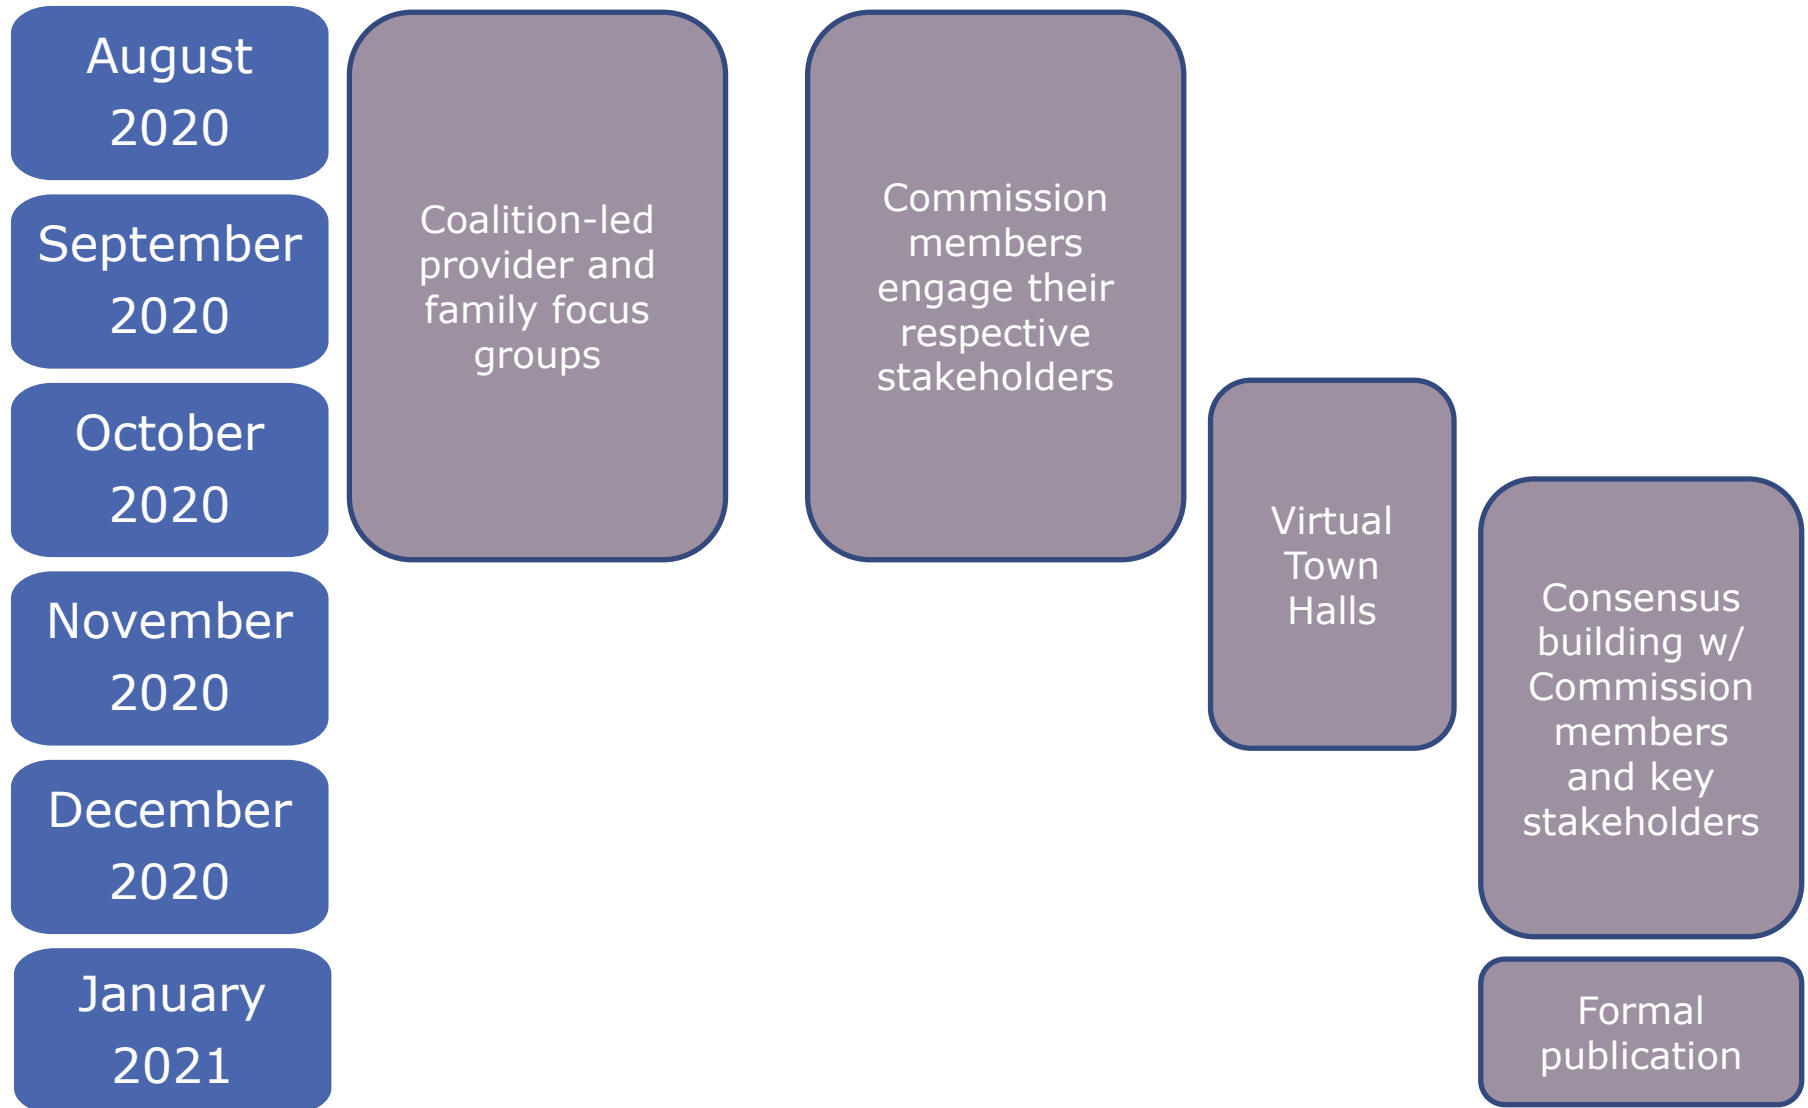 August
2020
September
2020
October
2020
November
2020
December
2020
January
2021
Coalition-led
provider and
family focus
groups
Commission
members
engage their
respective
stakeholders
Virtual
Town
Halls
Consensus
building w/
Commission
members
and key
stakeholders
Formal
publication